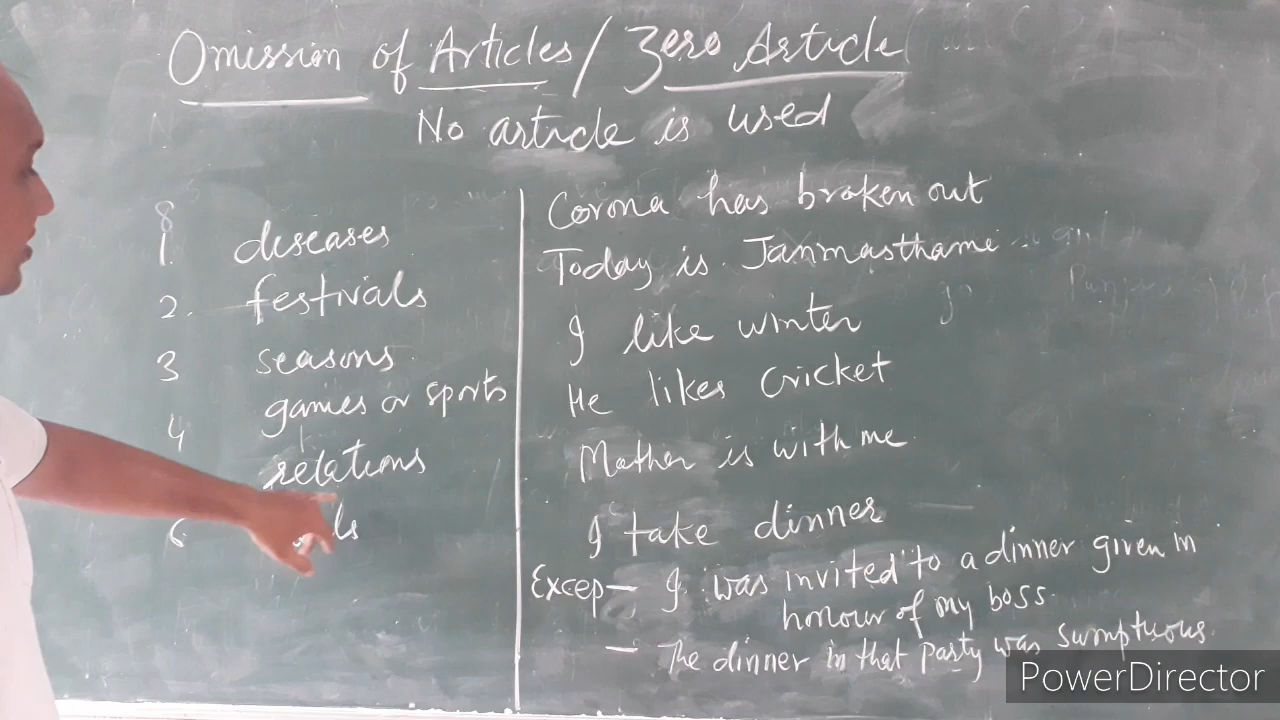 Omission of Articles / Zero Article
No article is used
8
1. diseases
Corona has broken out
2. festivals
Today is Janmasthami
3 seasons
I like winter
4 games or sports
He likes cricket
relations
Mother is with me
6
I take dinner
Excep— I was invited to a dinner given in
honour of my boss.
— The dinner in that party was sumptuous.
PowerDirector